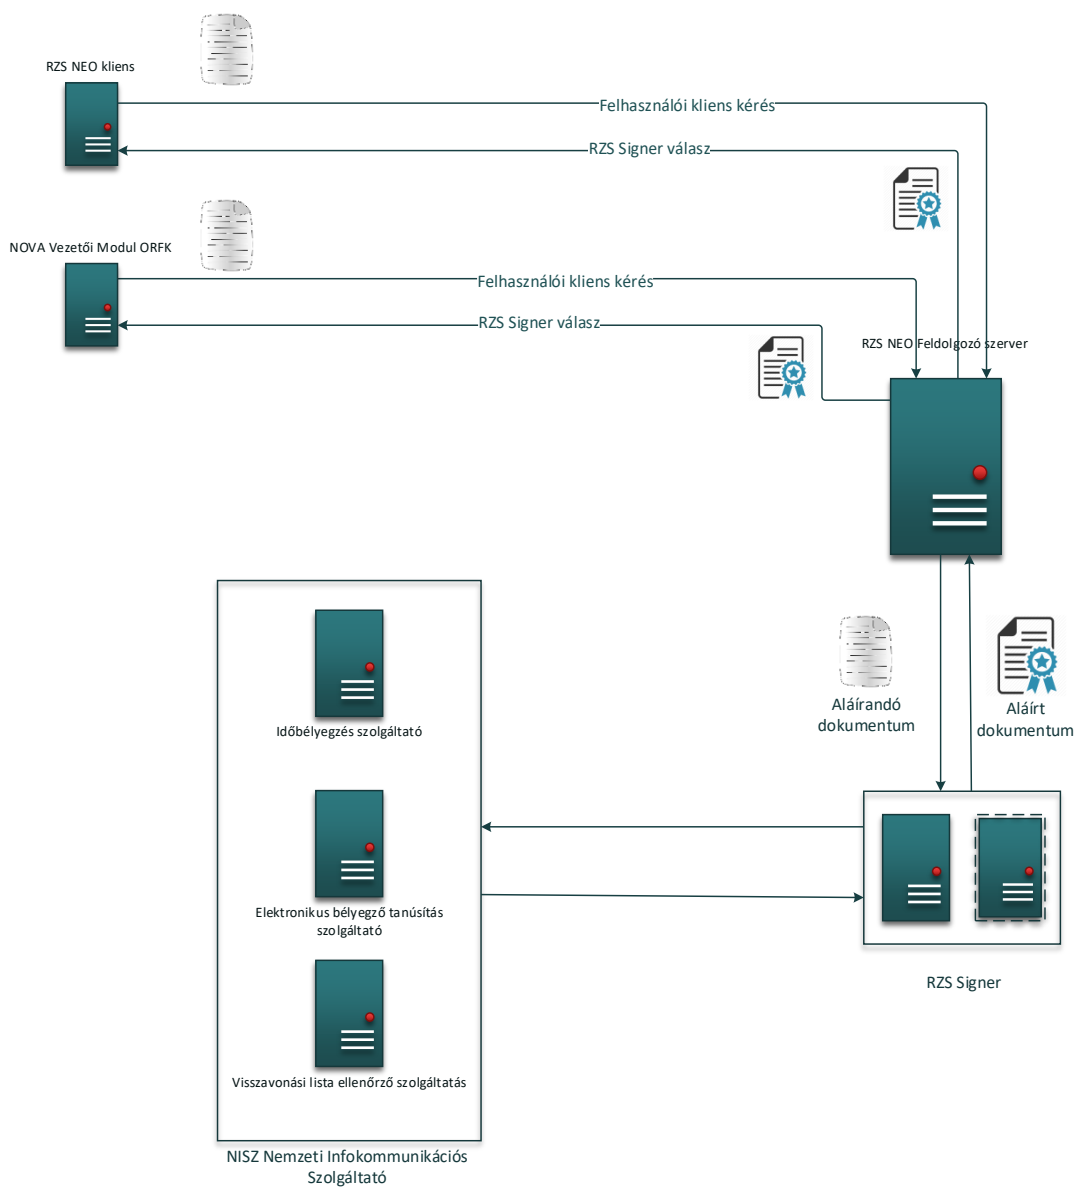 RZS NEO kliens
Felhasználói kliens kérés
RZS Signer válasz
NOVA Vezetői Modul ORFK
Felhasználói kliens kérés
RZS Signer válasz
RZS NEO Feldolgozó szerver
Aláírandó
dokumentum
Aláírt
dokumentum
Időbélyegzés szolgáltató
Elektronikus bélyegző tanúsítás
szolgáltató
Visszavonási lista ellenőrző szolgáltatás
RZS Signer
NISZ Nemzeti Infokommunikációs
Szolgáltató